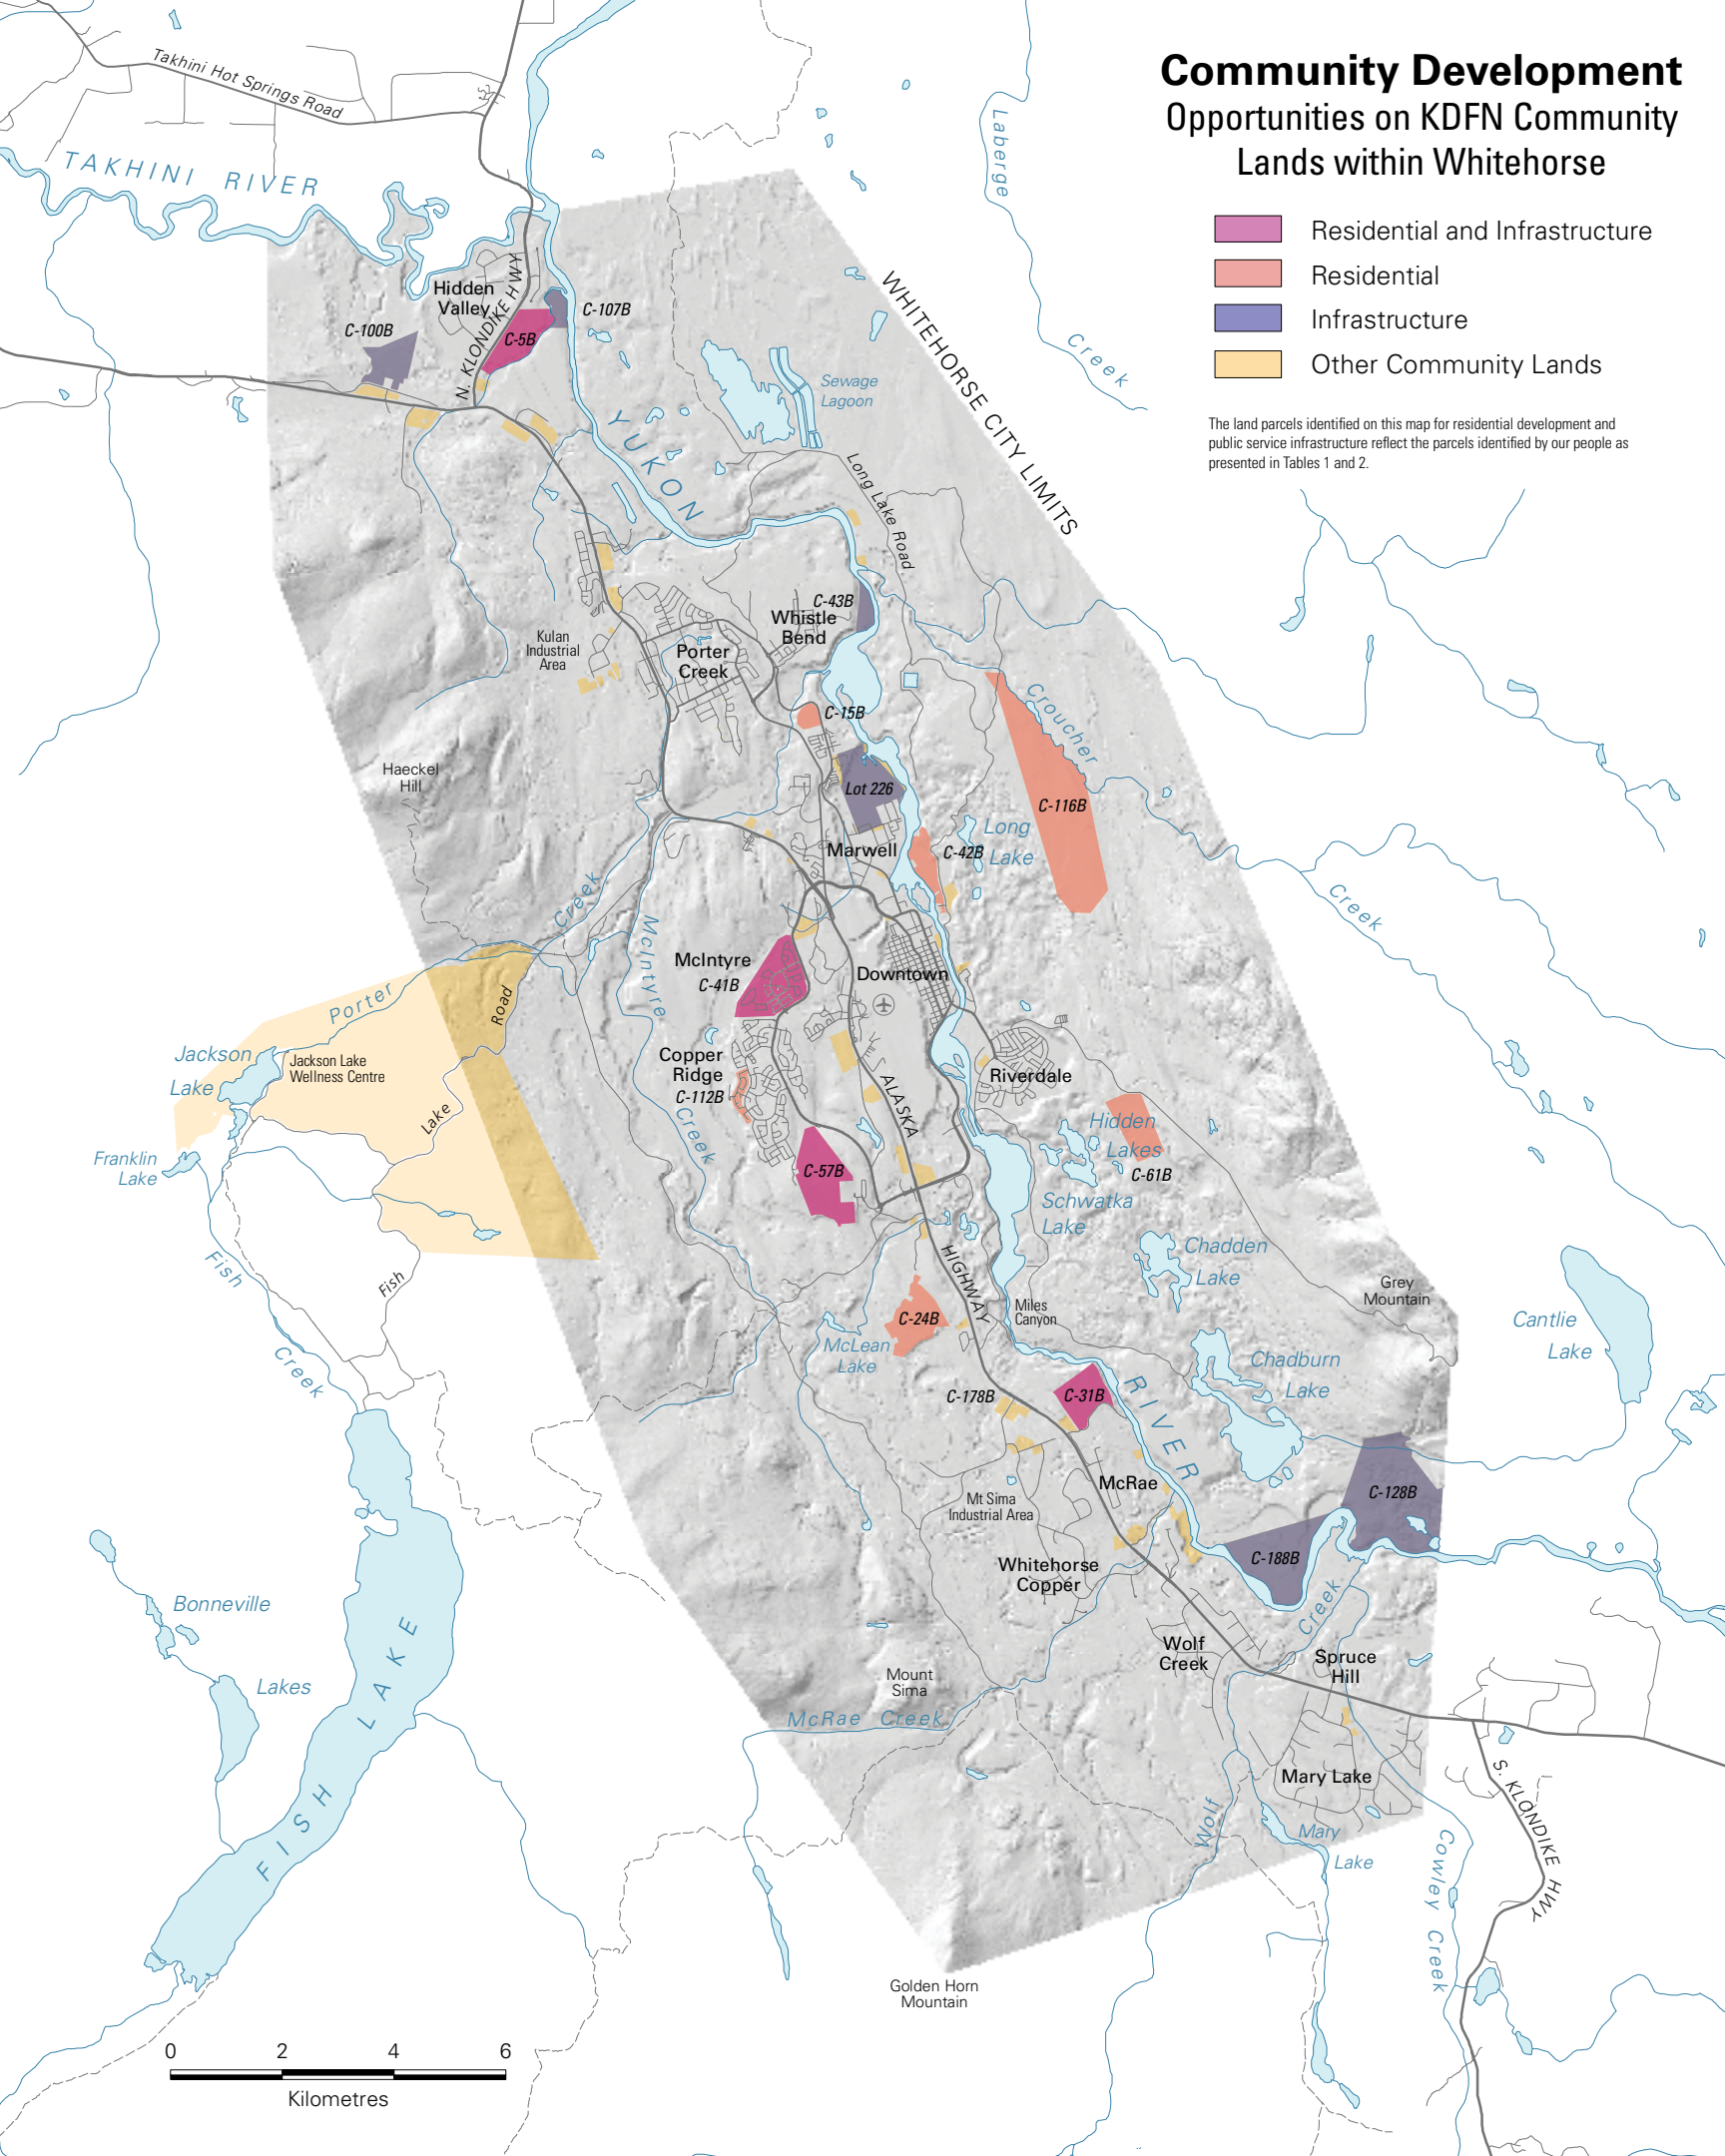 Community Development
Opportunities on KDFN Community
Lands within Whitehorse
Residential and Infrastructure
Residential
Infrastructure
Other Community Lands
The land parcels identified on this map for residential development and
public service infrastructure reflect the parcels identified by our people as
presented in Tables 1 and 2.
Takhini Hot Springs Road
TAKHINI RIVER
Laberge
Creek
WHITEHORSE CITY LIMITS
Hidden
Valley
N. KLONDIKE HWY
C-107B
C-100B
C-5B
Sewage
Lagoon
YUKON
Long Lake Road
C-43B
Whistle
Bend
Kulan
Industrial
Area
Porter
Creek
C-15B
Croucher
Creek
Haeckel
Hill
Lot 226
C-116B
Long
Lake
Marwell
C-42B
Creek
McIntyre
Creek
McIntyre
C-41B
Downtown
Porter
Road
Lake
Fish
Jackson
Lake
Jackson Lake
Wellness Centre
Copper
Ridge
C-112B
ALASKA
HIGHWAY
Riverdale
Franklin
Lake
Hidden
Lakes
C-61B
C-57B
Schwatka
Lake
Chadden
Lake
Fish
Creek
Grey
Mountain
Miles
Canyon
C-24B
Cantlie
Lake
McLean
Lake
Chadburn
Lake
C-178B
C-31B
RIVER
McRae
C-128B
Mt Sima
Industrial Area
C-188B
Whitehorse
Copper
Creek
Bonneville
Lakes
FISH LAKE
Wolf
Creek
Spruce
Hill
Mount
Sima
McRae Creek
Mary Lake
S. KLONDIKE HWY
Wolf
Mary
Lake
Cowley Creek
Golden Horn
Mountain
0 2 4 6
Kilometres